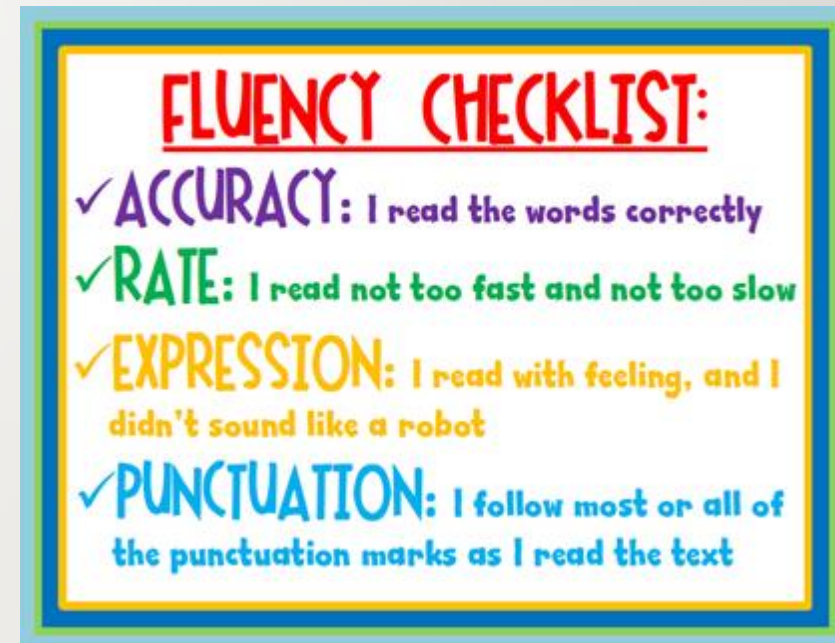 FLUENCY CHECKLIST:
✓ACCURACY: I read the words correctly
✓RATE: I read not too fast and not too slow
✓EXPRESSION: I read with feeling, and I
didn't sound like a robot
✓PUNCTUATION: I follow most or all of
the punctuation marks as I read the text